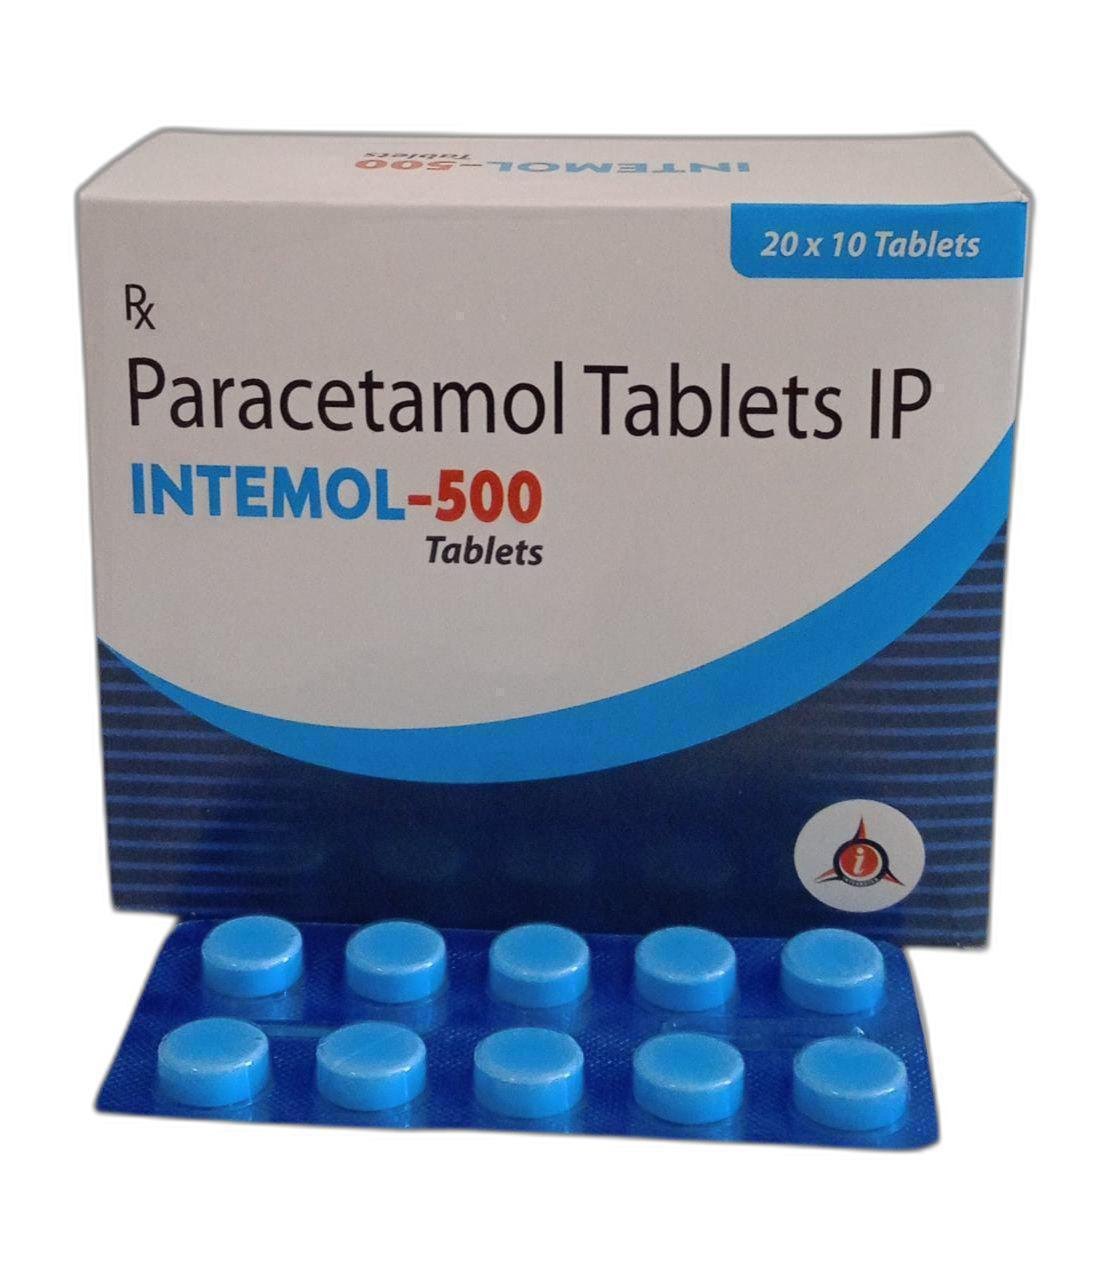 INTEMOL-500
Tablets
20 x 10 Tablets
Rx
Paracetamol Tablets IP
INTEMOL-500
Tablets
i